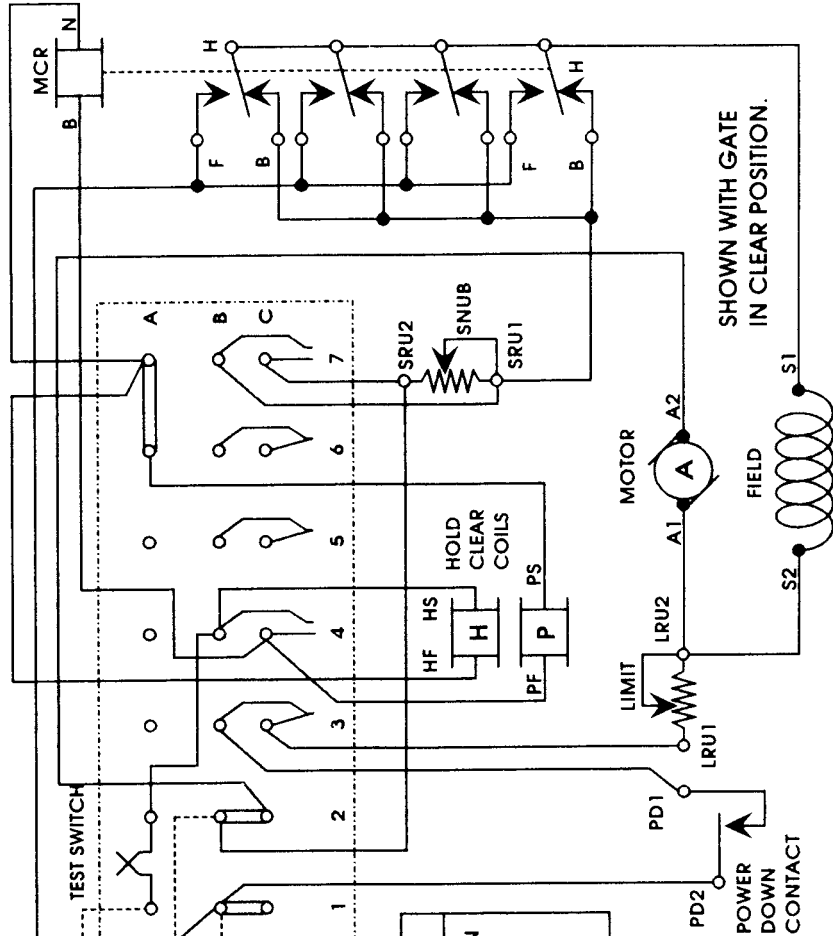 MCR
N
B
H
H
F
B
F
B
SHOWN WITH GATE
IN CLEAR POSITION.
A
B
C
7
6
5
4
3
2
1
SRU2
SNUB
SRU1
HOLD
CLEAR
COILS
HS
HF
H
PS
PF
P
MOTOR
A
A2
A1
FIELD
S1
S2
LIMIT
LRU2
LRU1
TEST SWITCH
PD1
PD2
POWER
DOWN
CONTACT